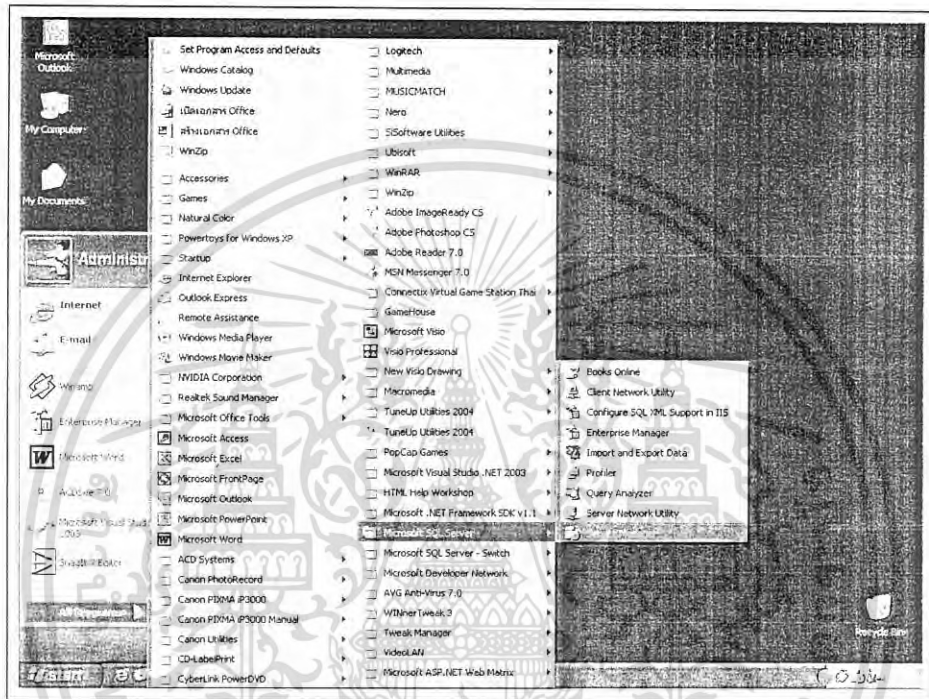 Microsoft
Outlook
My Computer
My Documents
Set Program Access and Defaults
Windows Catalog
Windows Update
เปิดเอกสาร Office
สร้างเอกสาร Office
WinZip
Accessories
Games
Natural Color
Powertoys for Windows XP
Startup
Internet Explorer
Outlook Express
Remote Assistance
Windows Media Player
Windows Movie Maker
NVIDIA Corporation
Realtek Sound Manager
Microsoft Office Tools
Microsoft Access
Microsoft Excel
Microsoft FrontPage
Microsoft Outlook
Microsoft PowerPoint
Microsoft Word
ACD Systems
Canon PhotoRecord
Canon PIXMA iP3000
Canon PIXMA iP3000 Manual
Canon Utilities
CD-LabelPrint
CyberLink PowerDVD
Logitech
Multimedia
MUSICMATCH
Nero
SiSoftware Utilities
Ubisoft
WinRAR
WinZip
Adobe ImageReady CS
Adobe Photoshop CS
Adobe Reader 7.0
MSN Messenger 7.0
Connectix Virtual Game Station Thai
GameHouse
Microsoft Visio
Visio Professional
New Visio Drawing
Macromedia
TuneUp Utilities 2004
TuneUp Utilities 2004
PopCap Games
Microsoft Visual Studio .NET 2003
HTML Help Workshop
Microsoft .NET Framework SDK v1.1
Microsoft SQL Server
Microsoft SQL Server - Switch
Microsoft Developer Network
AVG Anti-Virus 7.0
WINnerTweak 3
Tweak Manager
VideoLAN
Microsoft ASP.NET Web Matrix
Books Online
Client Network Utility
Configure SQL XML Support in IIS
Enterprise Manager
Import and Export Data
Profiler
Query Analyzer
Server Network Utility
Administr
Internet
E-mail
Winamp
Enterprise Manager
Microsoft Word
Microsoft Visual Studi
All Programs
start
Recycle Bin